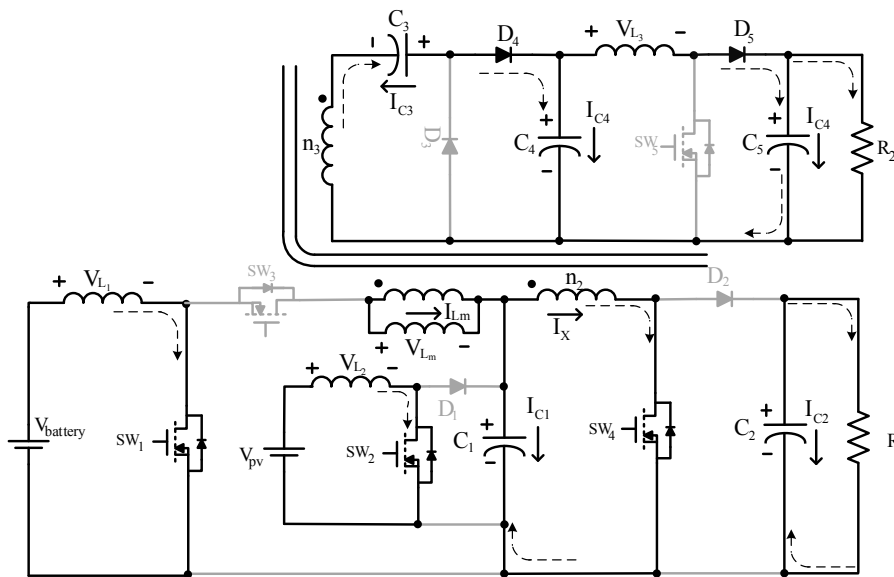 C3
VL3
D4
D5
IC3
n3
D3
C4
IC4
SW5
C5
IC4
R2
VL1
SW3
n2
D2
ILm
IX
VLm
VL2
D1
Vbattery
SW1
Vpv
SW2
C1
IC1
SW4
C2
IC2
R